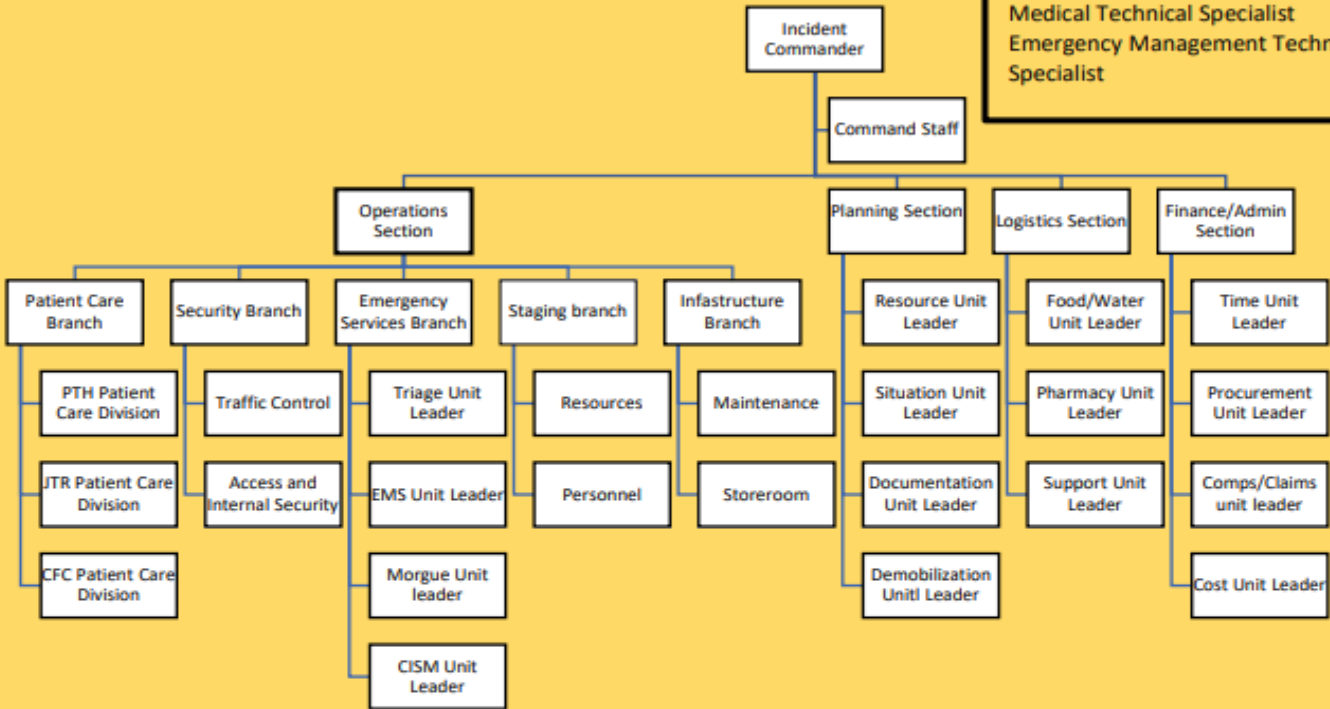 Medical Technical Specialist
Emergency Management Techn
Specialist
Incident
Commander
Command Staff
Operations
Section
Planning Section
Logistics Section
Finance/Admin
Section
Patient Care
Branch
Security Branch
Emergency
Services Branch
Staging branch
Infastructure
Branch
Resource Unit
Leader
Food/Water
Unit Leader
Time Unit
Leader
PTH Patient
Care Division
Traffic Control
Triage Unit
Leader
Resources
Maintenance
Situation Unit
Leader
Pharmacy Unit
Leader
Procurement
Unit Leader
JTR Patient Care
Division
Access and
Internal Security
EMS Unit Leader
Personnel
Storeroom
Documentation
Unit Leader
Support Unit
Leader
Comps/Claims
unit leader
CFC Patient Care
Division
Morgue Unit
leader
Demobilization
Unitl Leader
Cost Unit Leader
CISM Unit
Leader